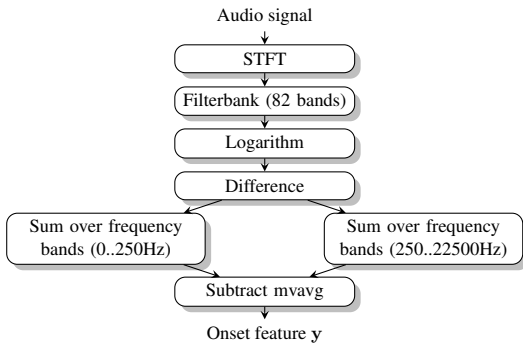 Audio signal
STFT
Filterbank (82 bands)
Logarithm
Difference
Sum over frequency
bands (0..250Hz)
Sum over frequency
bands (250..22500Hz)
Subtract mvavg
Onset feature y